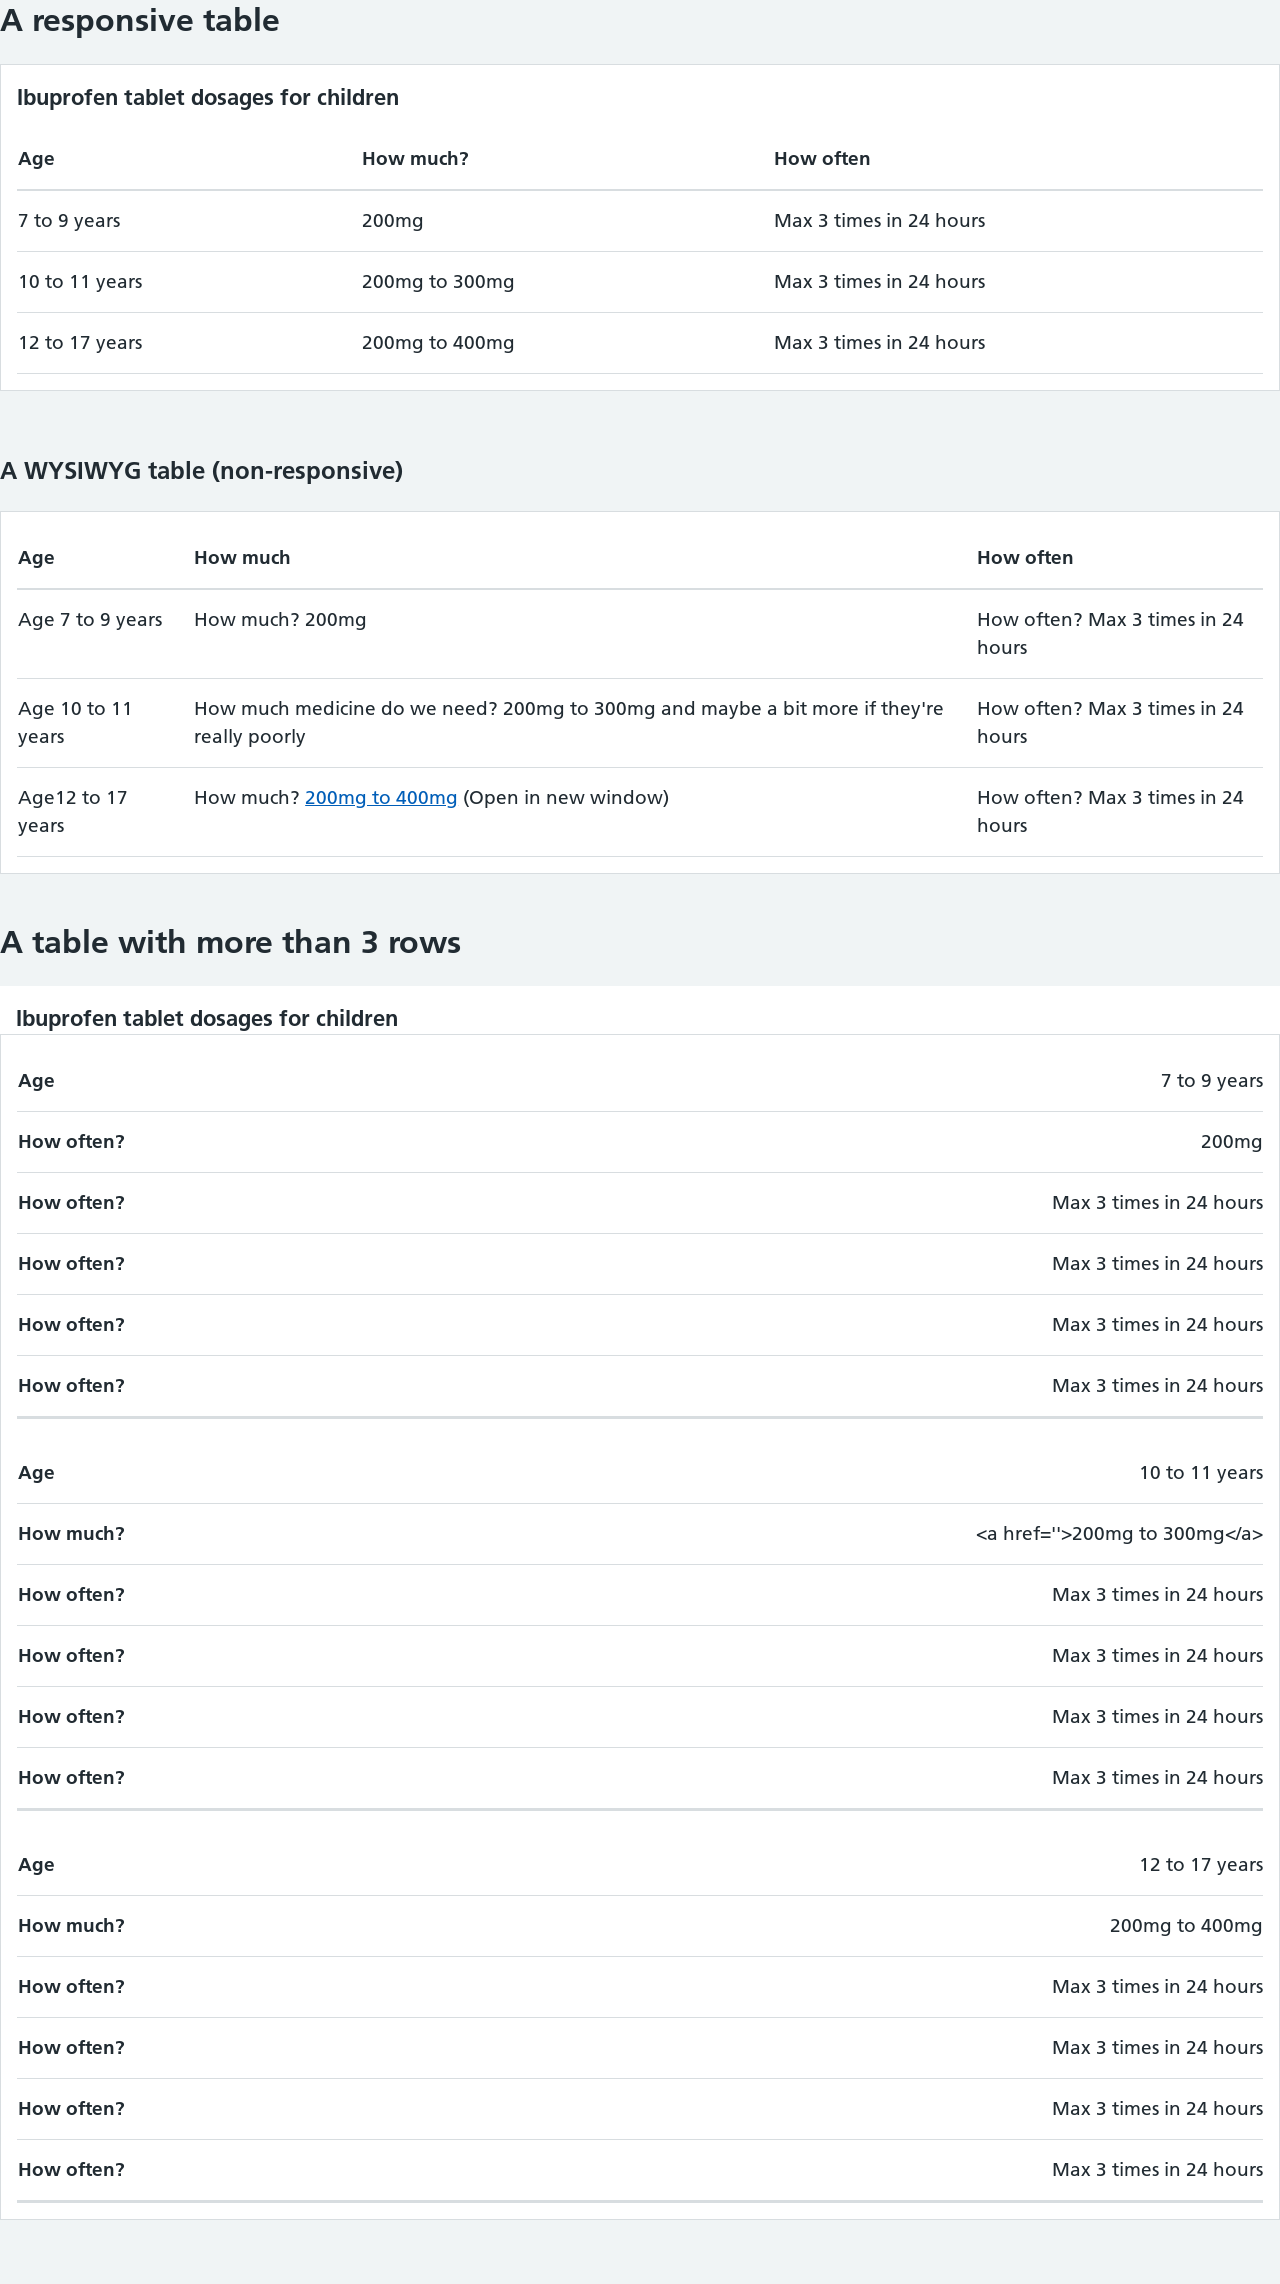 A responsive table
Ibuprofen tablet dosages for children
Age How much? How often
7 to 9 years 200mg Max 3 times in 24 hours
10 to 11 years 200mg to 300mg Max 3 times in 24 hours
12 to 17 years 200mg to 400mg Max 3 times in 24 hours
A WYSIWYG table (non-responsive)
Age How much How often
Age 7 to 9 years How much? 200mg How often? Max 3 times in 24
hours
Age 10 to 11 How much medicine do we need? 200mg to 300mg and maybe a bit more if they're How often? Max 3 times in 24
years really poorly hours
Age12 to 17 How much? 200mg to 400mg (Open in new window) How often? Max 3 times in 24
years hours
A table with more than 3 rows
Ibuprofen tablet dosages for children
Age 7 to 9 years
How often? 200mg
How often? Max 3 times in 24 hours
How often? Max 3 times in 24 hours
How often? Max 3 times in 24 hours
How often? Max 3 times in 24 hours
Age 10 to 11 years
How much? <a href=''>200mg to 300mg</a>
How often? Max 3 times in 24 hours
How often? Max 3 times in 24 hours
How often? Max 3 times in 24 hours
How often? Max 3 times in 24 hours
Age 12 to 17 years
How much? 200mg to 400mg
How often? Max 3 times in 24 hours
How often? Max 3 times in 24 hours
How often? Max 3 times in 24 hours
How often? Max 3 times in 24 hours